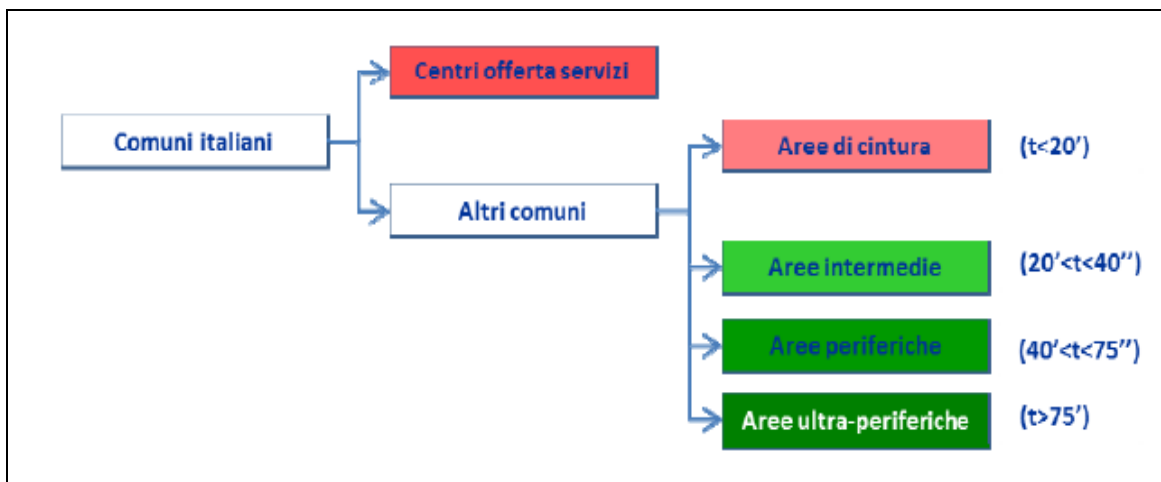 Centri offerta servizi
Comuni italiani
Aree di cintura (t<20')
Altri comuni
Aree intermedie (20'<t<40'')
Aree periferiche (40'<t<75'')
Aree ultra-periferiche (t>75')